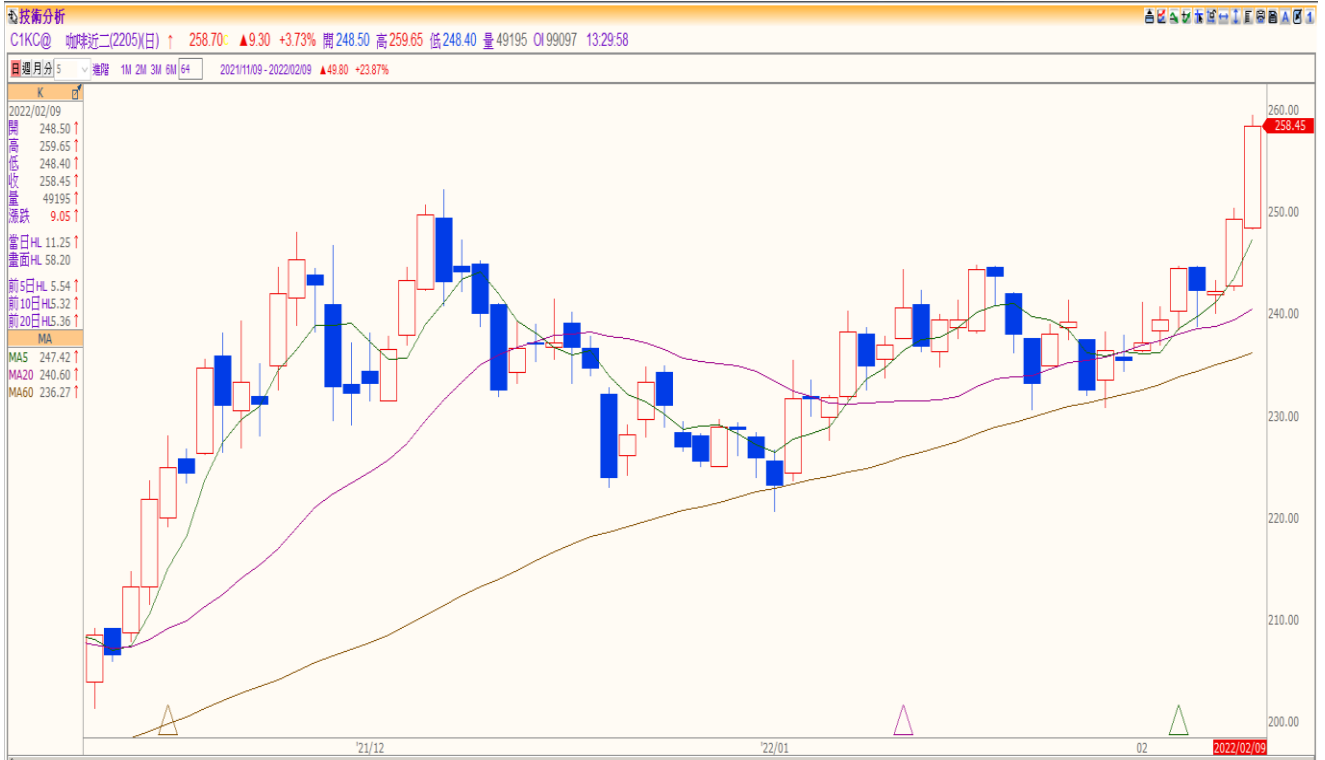 技術分析
C1KC@ 咖啡近二(2205)(日) ↑ 258.70c ▲9.30 +3.73% 開 248.50 高 259.65 低 248.40 量 49195 OI 99097 13:29:58
日 週 月 分 5 進階 1M 2M 3M 6M 64 2021/11/09 - 2022/02/09 ▲49.80 +23.87%
K
2022/02/09
開 248.50 ↑
高 259.65 ↑
低 248.40 ↑
收 258.45 ↑
量 49195 ↑
漲跌 9.05 ↑
當日HL 11.25 ↑
畫面HL 58.20
前5日HL 5.54 ↑
前10日HL5.32 ↑
前20日HL5.36 ↑
MA
MA5 247.42 ↑
MA20 240.60 ↑
MA60 236.27 ↑
260.00
258.45
250.00
240.00
230.00
220.00
210.00
200.00
'21/12 '22/01 02 2022/02/09